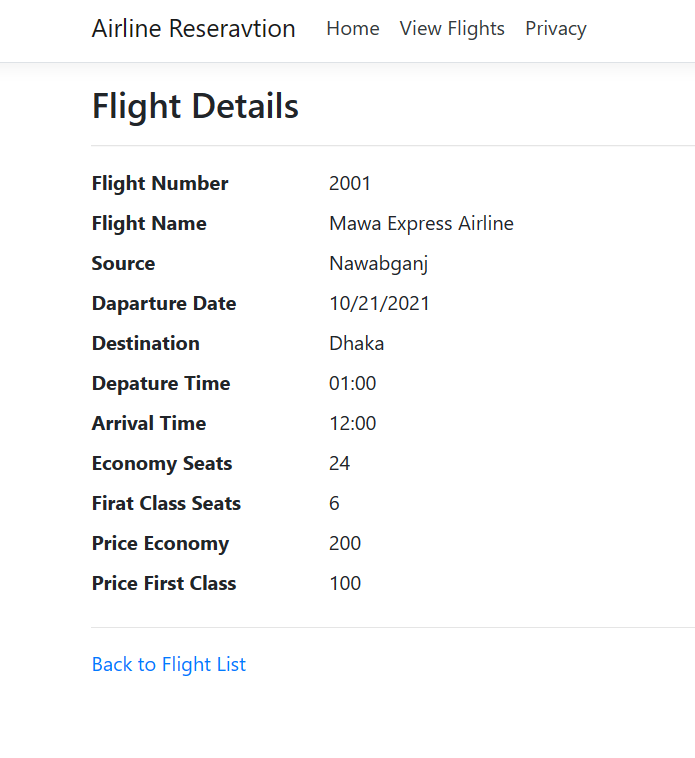 Airline Reseravtion Home View Flights Privacy
Flight Details
Flight Number 2001
Flight Name Mawa Express Airline
Source Nawabganj
Daparture Date 10/21/2021
Destination Dhaka
Depature Time 01:00
Arrival Time 12:00
Economy Seats 24
Firat Class Seats 6
Price Economy 200
Price First Class 100
Back to Flight List